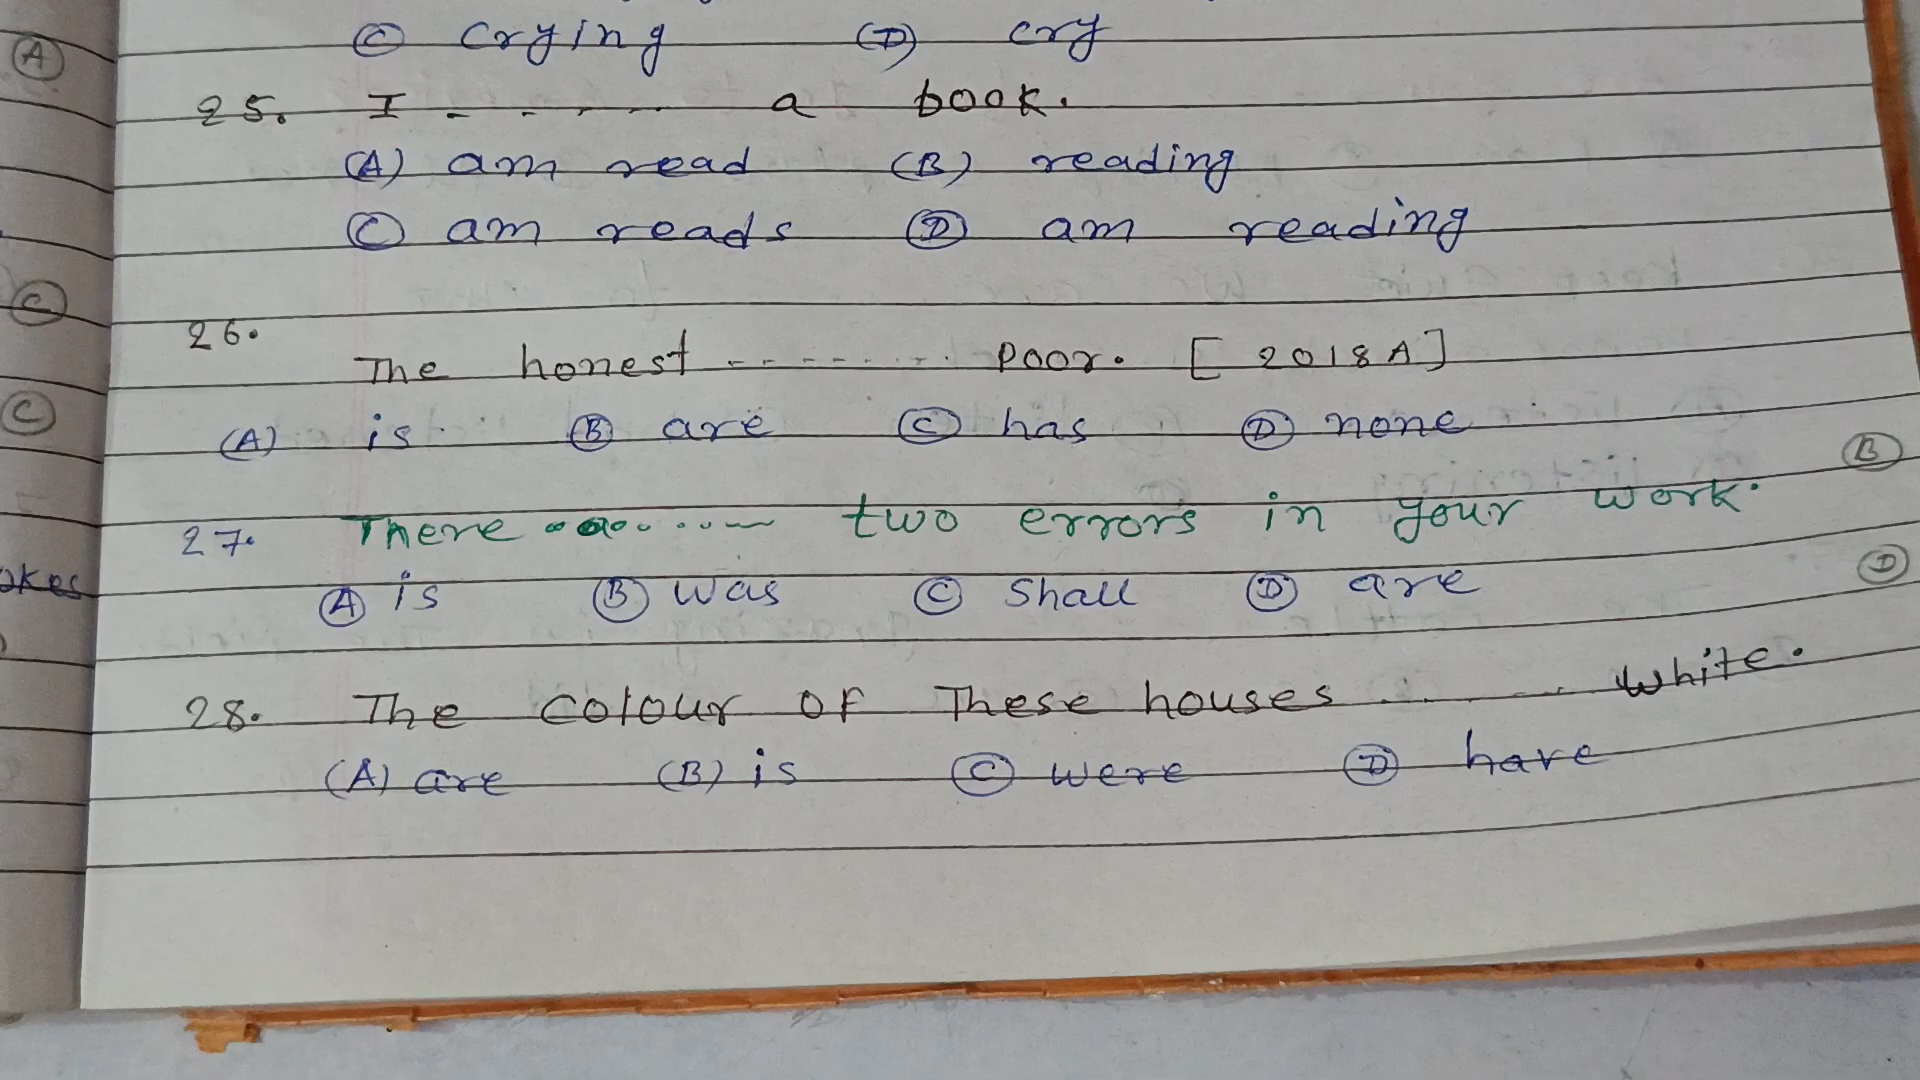 Ⓒ crying Ⓓ cry
Ⓐ
25. I ....... a book.
(A) am read (B) reading
Ⓒ am reads Ⓓ am reading
Ⓒ
26.
The honest ......... poor. [2018A]
Ⓒ
(A) is Ⓑ are Ⓒ has Ⓓ none
Ⓑ
27. There ........ two errors in your work.
Ⓐ is Ⓑ was Ⓒ shall Ⓓ are
Ⓓ
28. The colour of These houses ........ white.
(A) are (B) is Ⓒ were Ⓓ have